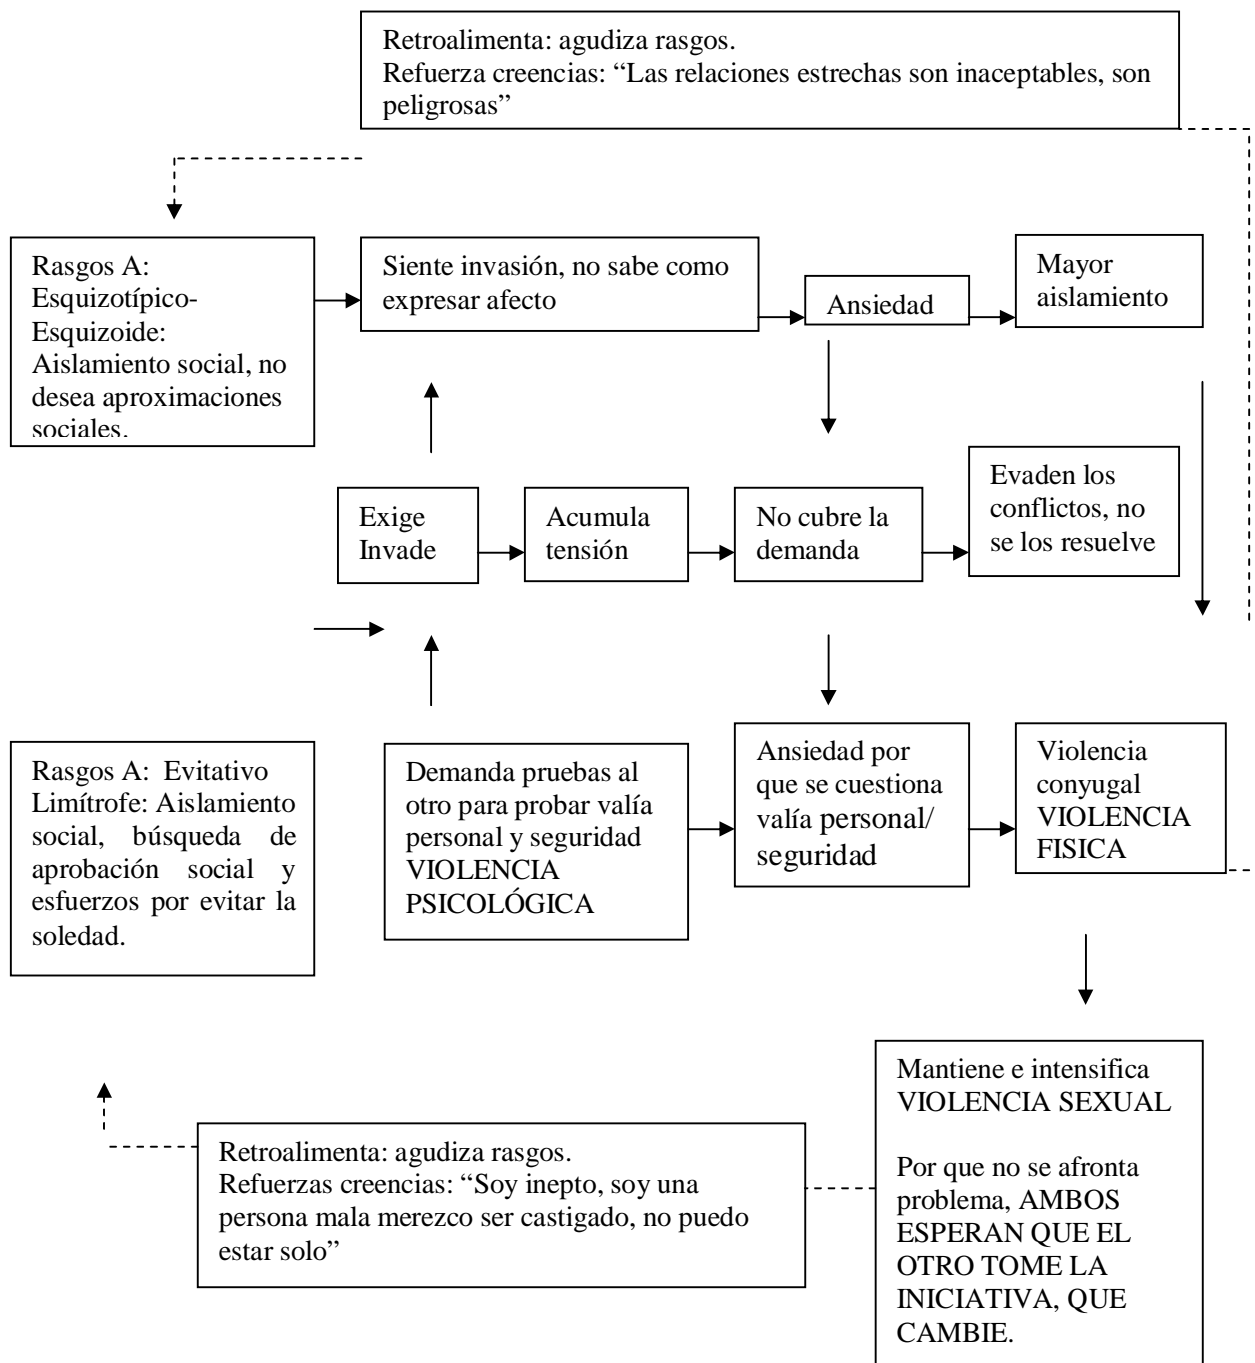 Retroalimenta: agudiza rasgos.
Refuerza creencias: “Las relaciones estrechas son inaceptables, son
peligrosas”
Rasgos A:
Esquizotípico-
Esquizoide:
Aislamiento social, no
desea aproximaciones
sociales.
Siente invasión, no sabe como
expresar afecto
Ansiedad
Mayor
aislamiento
Exige
Invade
Acumula
tensión
No cubre la
demanda
Evaden los
conflictos, no
se los resuelve
Rasgos A: Evitativo
Limítrofe: Aislamiento
social, búsqueda de
aprobación social y
esfuerzos por evitar la
soledad.
Demanda pruebas al
otro para probar valía
personal y seguridad
VIOLENCIA
PSICOLÓGICA
Ansiedad por
que se cuestiona
valía personal/
seguridad
Violencia
conyugal
VIOLENCIA
FISICA
Mantiene e intensifica
VIOLENCIA SEXUAL
Por que no se afronta
problema, AMBOS
ESPERAN QUE EL
OTRO TOME LA
INICIATIVA, QUE
CAMBIE.
Retroalimenta: agudiza rasgos.
Refuerzas creencias: “Soy inepto, soy una
persona mala merezco ser castigado, no puedo
estar solo”